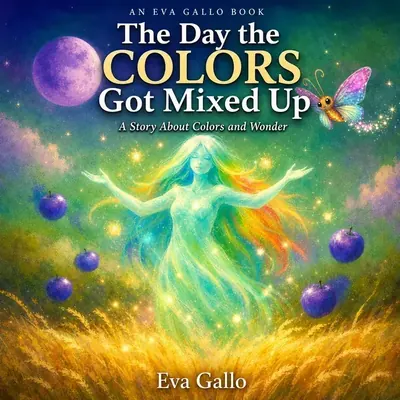 AN EVA GALLO BOOK
The Day the
COLORS
Got Mixed Up
A Story About Colors and Wonder
Eva Gallo